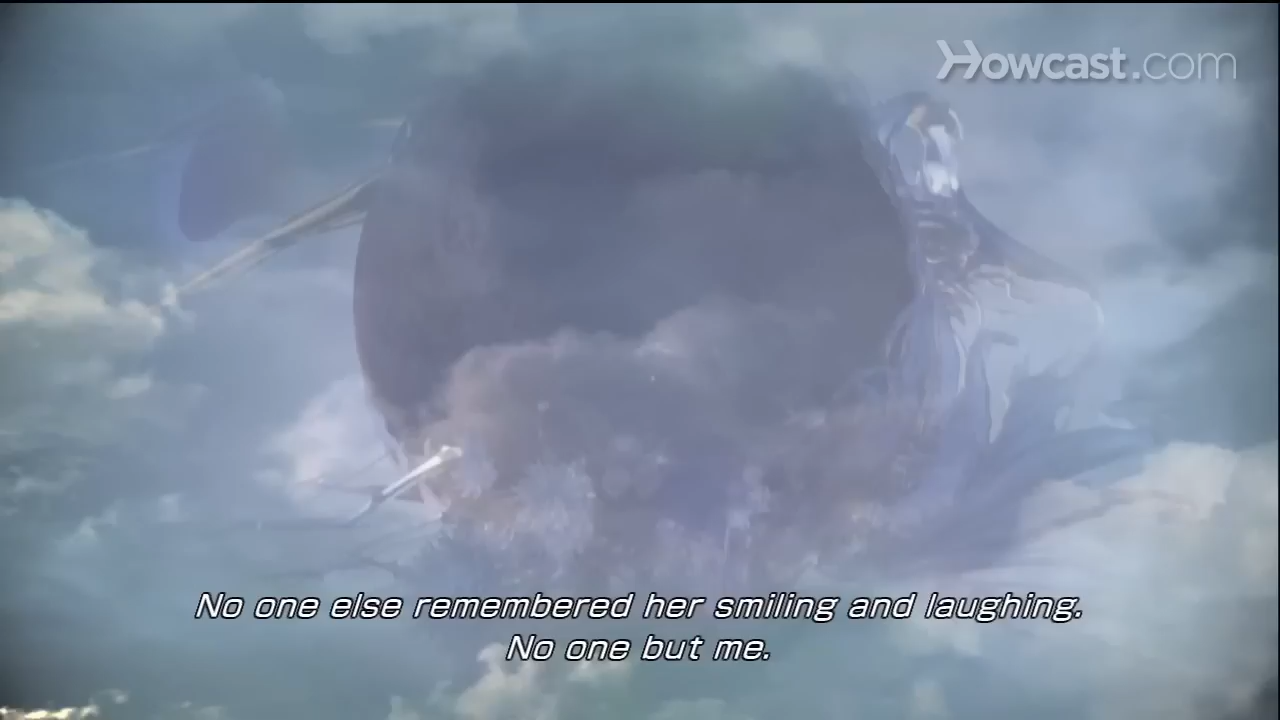 Howcast.com
No one else remembered her smiling and laughing.
No one but me.